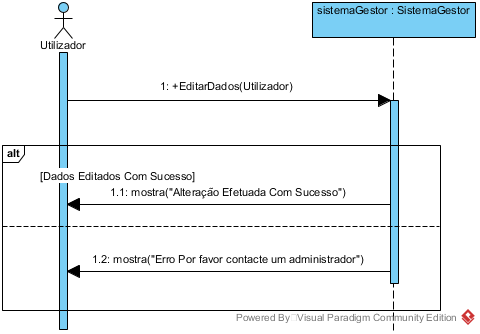 sistemaGestor : SistemaGestor
Utilizador
1: +EditarDados(Utilizador)
alt
[Dados Editados Com Sucesso]
1.1: mostra("Alteração Efetuada Com Sucesso")
1.2: mostra("Erro Por favor contacte um administrador")
Powered By Visual Paradigm Community Edition